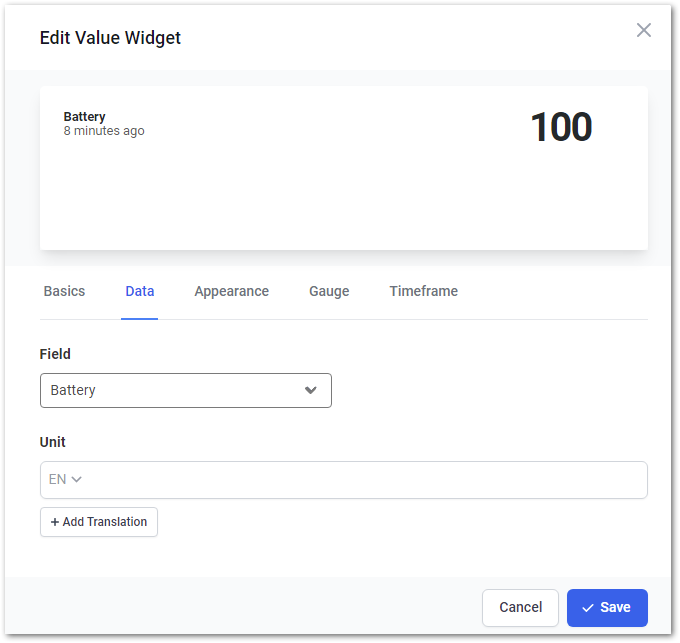 Edit Value Widget
Battery
8 minutes ago
100
Basics Data Appearance Gauge Timeframe
Field
Battery
Unit
EN
+ Add Translation
Cancel Save